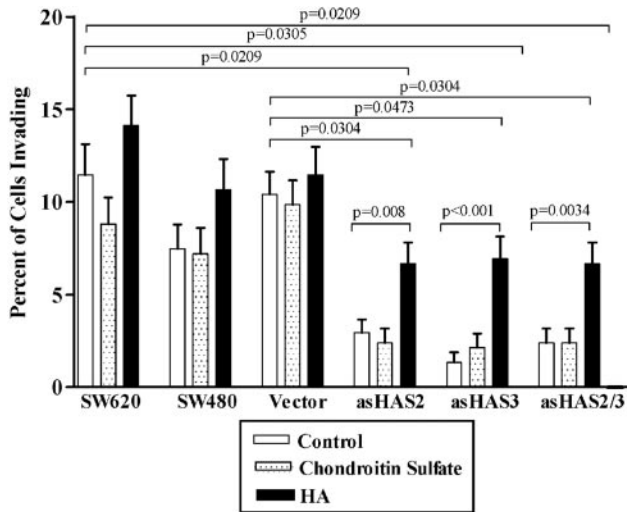 20
15
10
5
0
Percent of Cells Invading
p=0.0209
p=0.0305
p=0.0209
p=0.0304
p=0.0473
p=0.0304
p=0.008
p<0.001
p=0.0034
SW620 SW480 Vector asHAS2 asHAS3 asHAS2/3
Control
Chondroitin Sulfate
HA